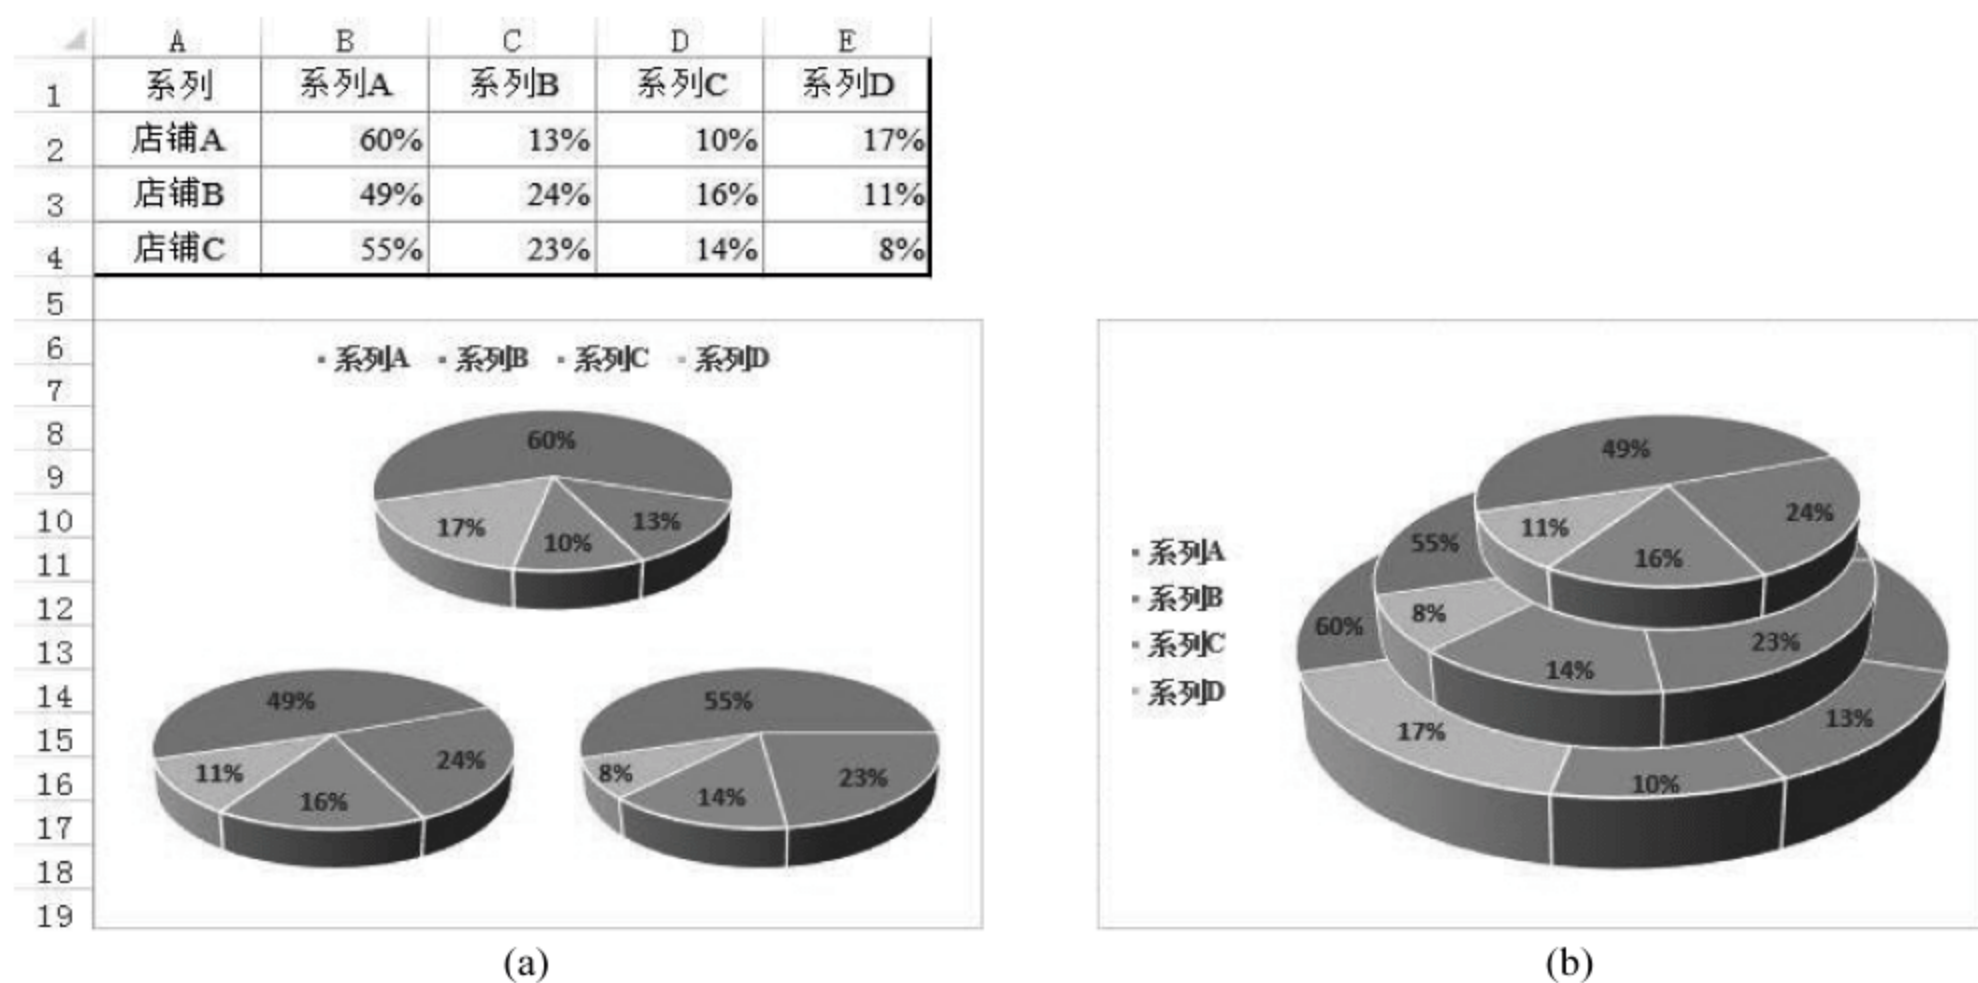 A B C D E
1 系列 系列A 系列B 系列C 系列D
2 店铺A 60% 13% 10% 17%
3 店铺B 49% 24% 16% 11%
4 店铺C 55% 23% 14% 8%
5
6
7
8
9
10
11
12
13
14
15
16
17
18
19
系列A 系列B 系列C 系列D
60%
17% 10% 13%
49%
11% 16% 24%
55%
8% 14% 23%
(a)
系列A
系列B
系列C
系列D
49%
11% 16% 24%
55%
8% 14% 23%
60%
17% 10% 13%
(b)